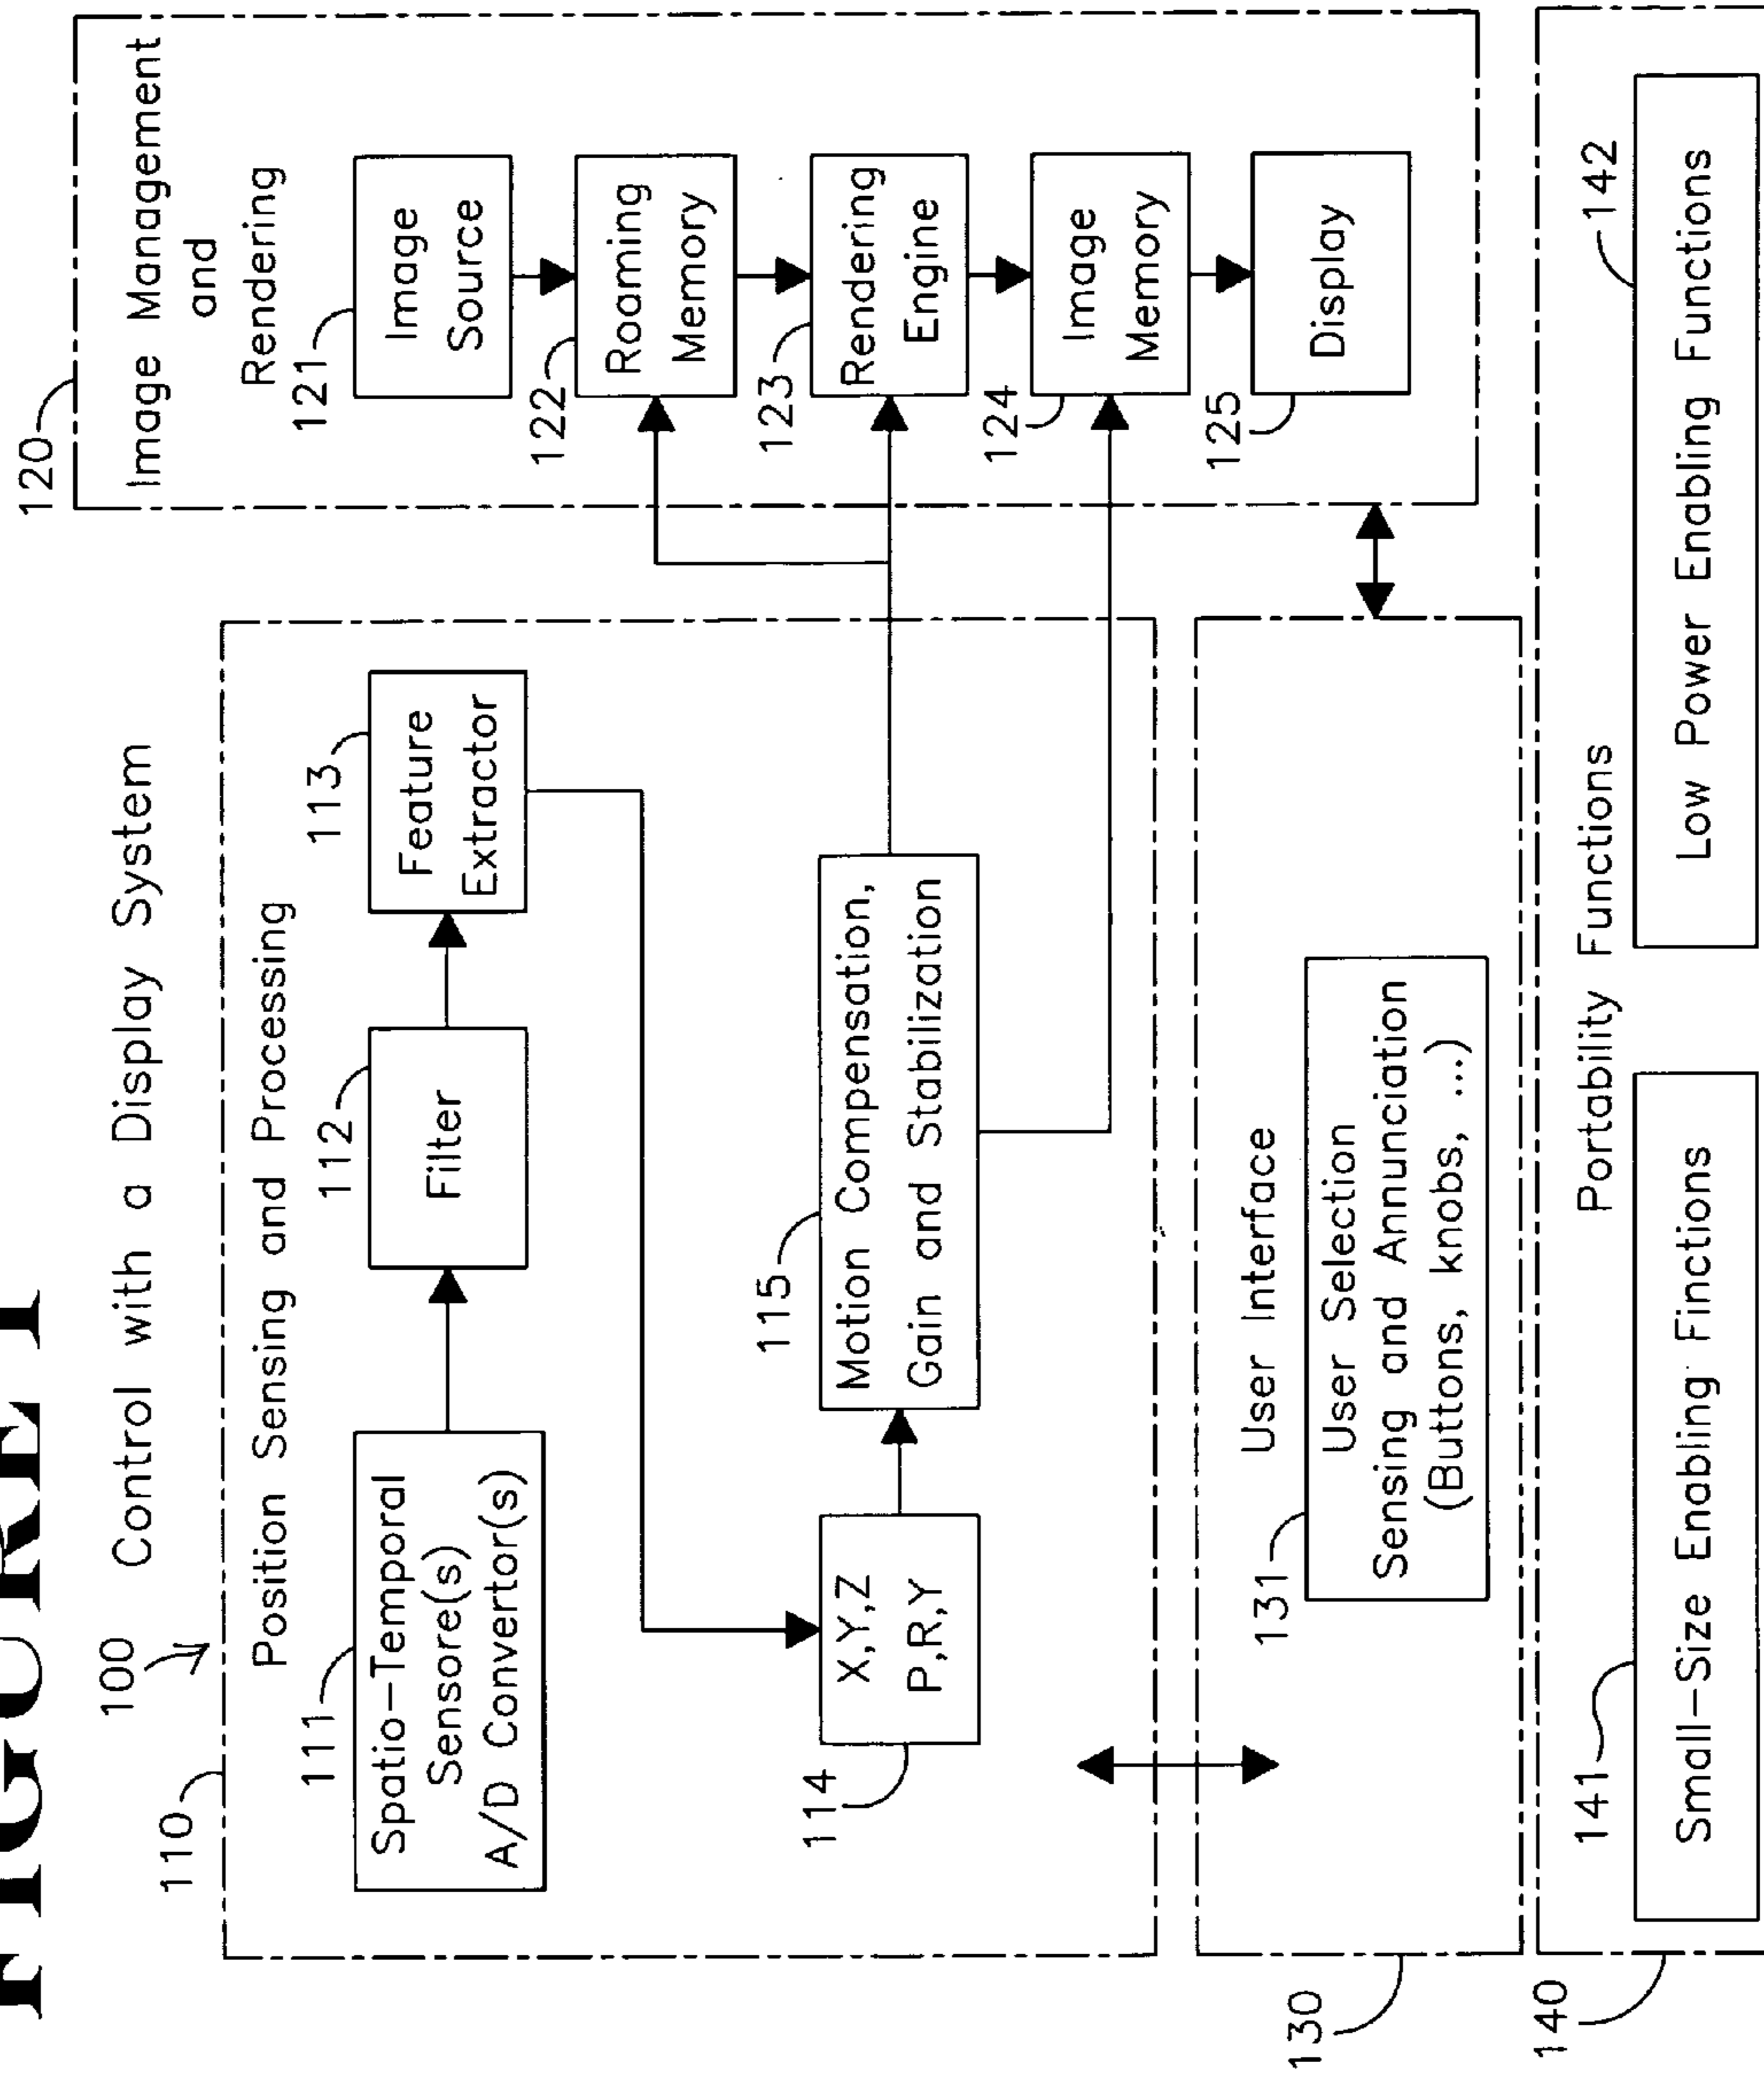 FIGURE 1
100
Control with a Display System
120
Image Management
and
Rendering
110
Position Sensing and Processing
111
Spatio-Temporal
Sensore(s)
A/D Convertor(s)
112
Filter
113
Feature
Extractor
114
X,Y,Z
P,R,Y
115
Motion Compensation,
Gain and Stabilization
121
Image
Source
122
Roaming
Memory
123
Rendering
Engine
124
Image
Memory
125
Display
130
User Interface
131
User Selection
Sensing and Annunciation
(Buttons, knobs, ...)
140
Portability Functions
141
Small-Size Enabling Finctions
142
Low Power Enabling Functions